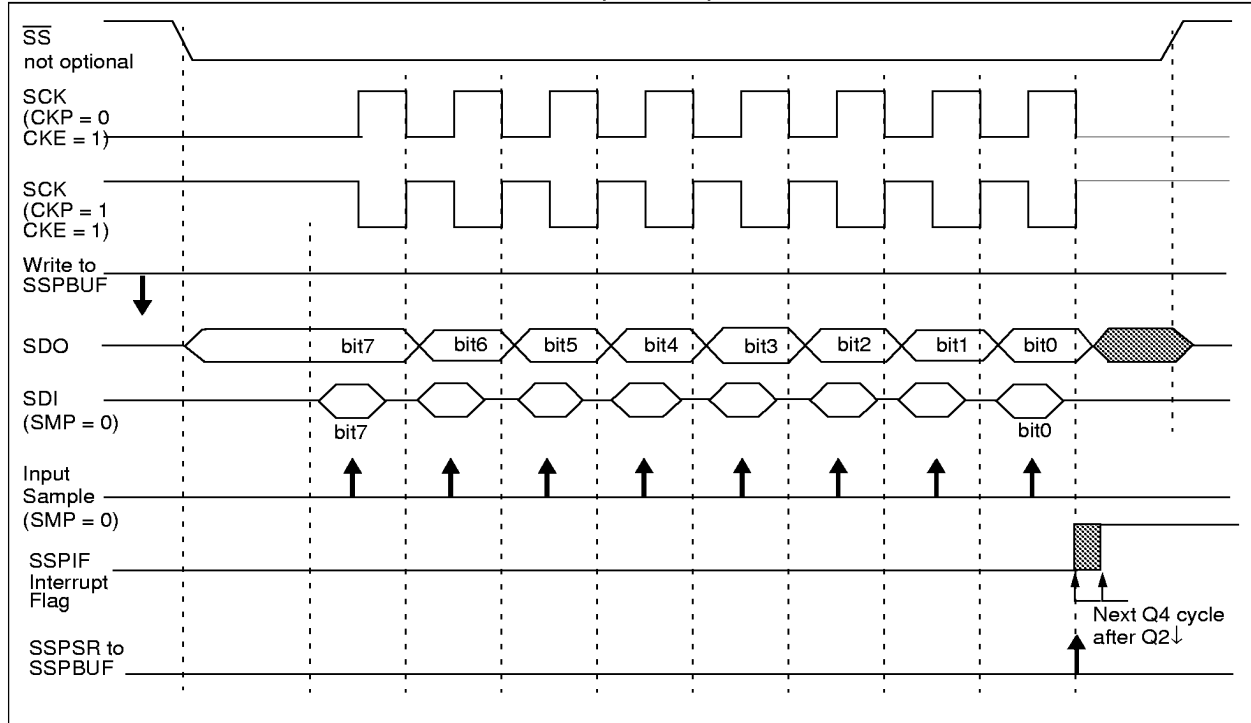 SS
not optional
SCK
(CKP = 0
CKE = 1)
SCK
(CKP = 1
CKE = 1)
Write to
SSPBUF
SDO
bit7 bit6 bit5 bit4 bit3 bit2 bit1 bit0
SDI
(SMP = 0)
bit7 bit0
Input
Sample
(SMP = 0)
SSPIF
Interrupt
Flag
Next Q4 cycle
after Q2↓
SSPSR to
SSPBUF